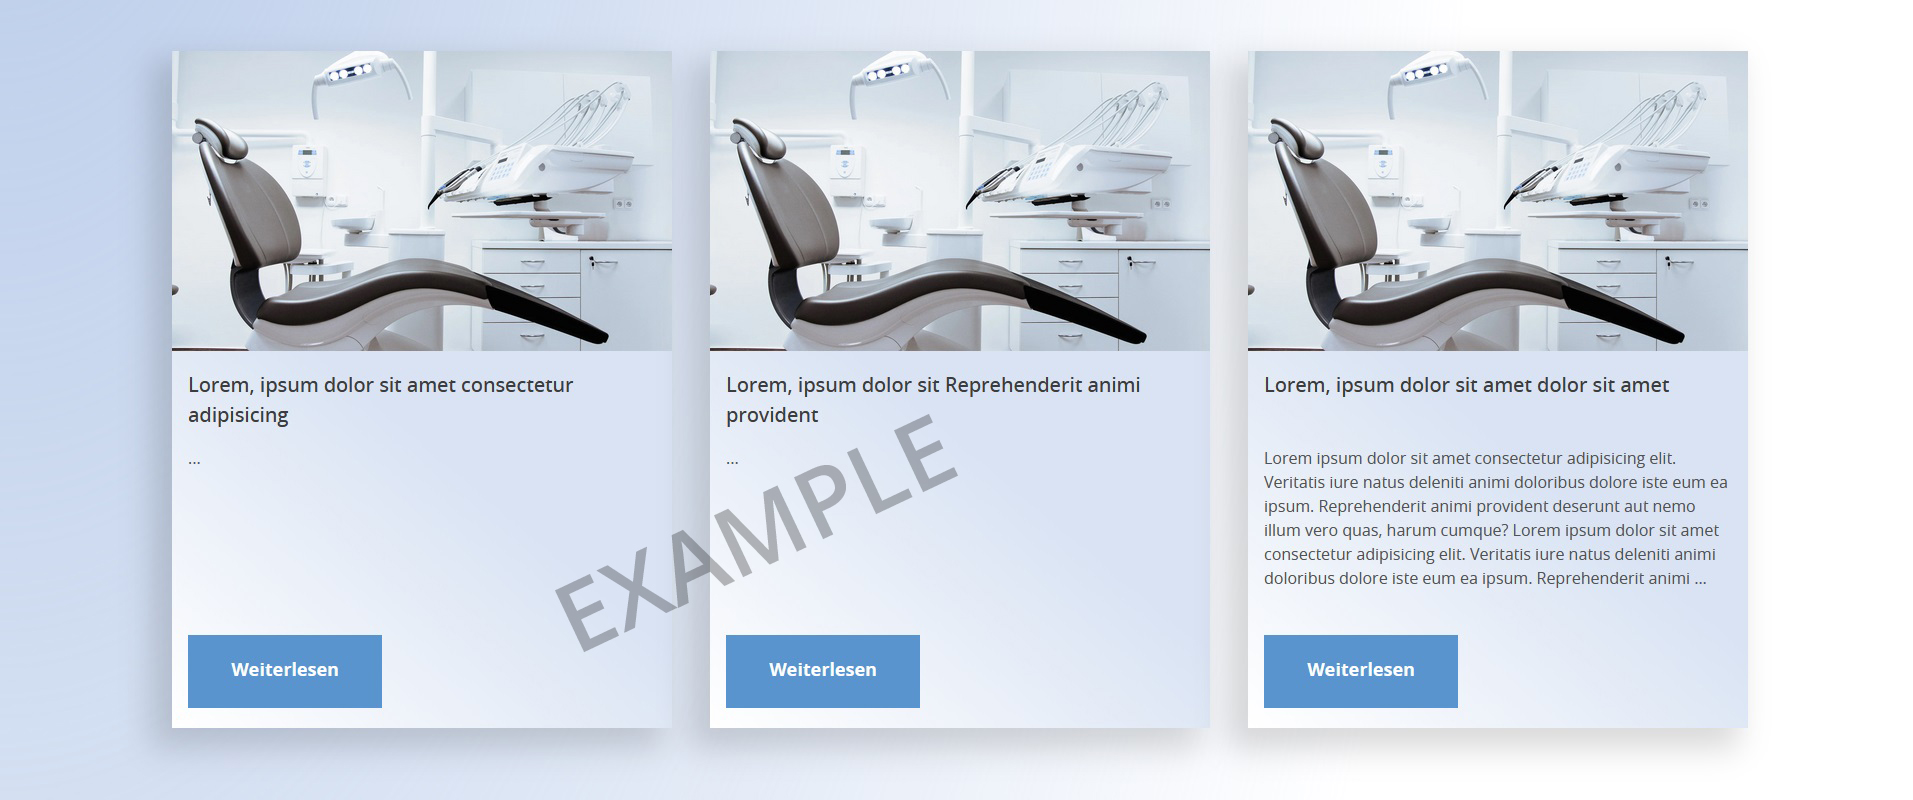 Lorem, ipsum dolor sit amet consectetur
adipisicing
...
Weiterlesen
Lorem, ipsum dolor sit Reprehenderit animi
provident
...
Weiterlesen
Lorem, ipsum dolor sit amet dolor sit amet
Lorem ipsum dolor sit amet consectetur adipisicing elit.
Veritatis iure natus deleniti animi doloribus dolore iste eum ea
ipsum. Reprehenderit animi provident deserunt aut nemo
illum vero quas, harum cumque? Lorem ipsum dolor sit amet
consectetur adipisicing elit. Veritatis iure natus deleniti animi
doloribus dolore iste eum ea ipsum. Reprehenderit animi ...
Weiterlesen
EXAMPLE